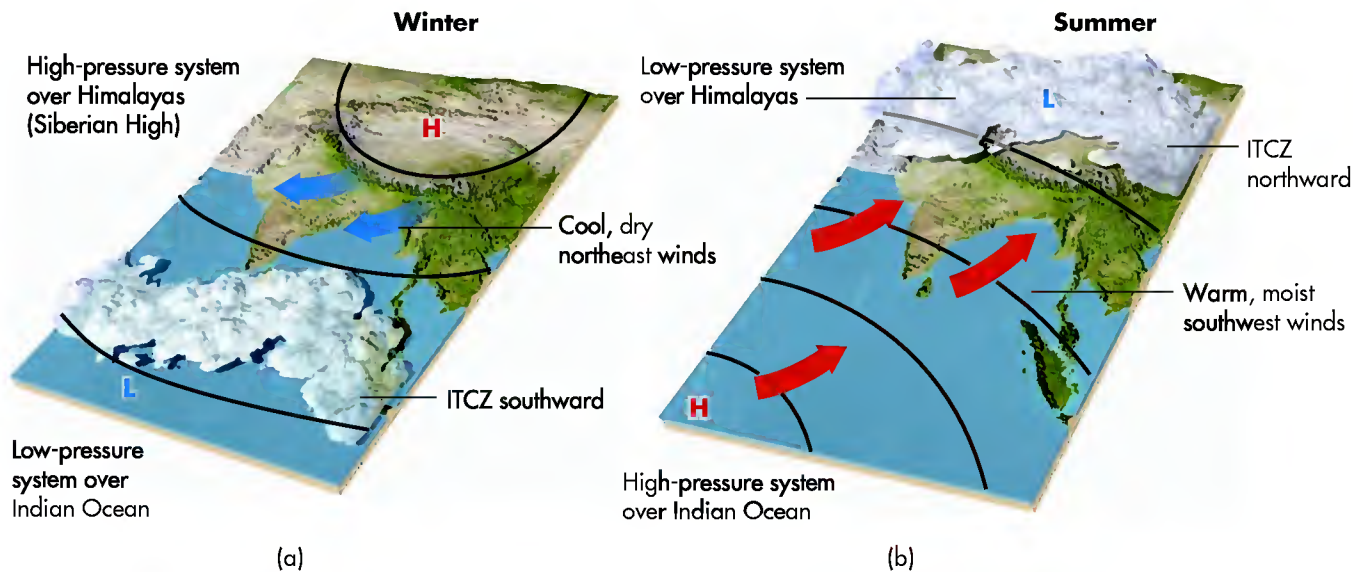 Winter
High-pressure system
over Himalayas
(Siberian High)
H
Cool, dry
northeast winds
L
ITCZ southward
Low-pressure
system over
Indian Ocean
(a)
Summer
Low-pressure system
over Himalayas
L
ITCZ
northward
Warm, moist
southwest winds
H
High-pressure system
over Indian Ocean
(b)